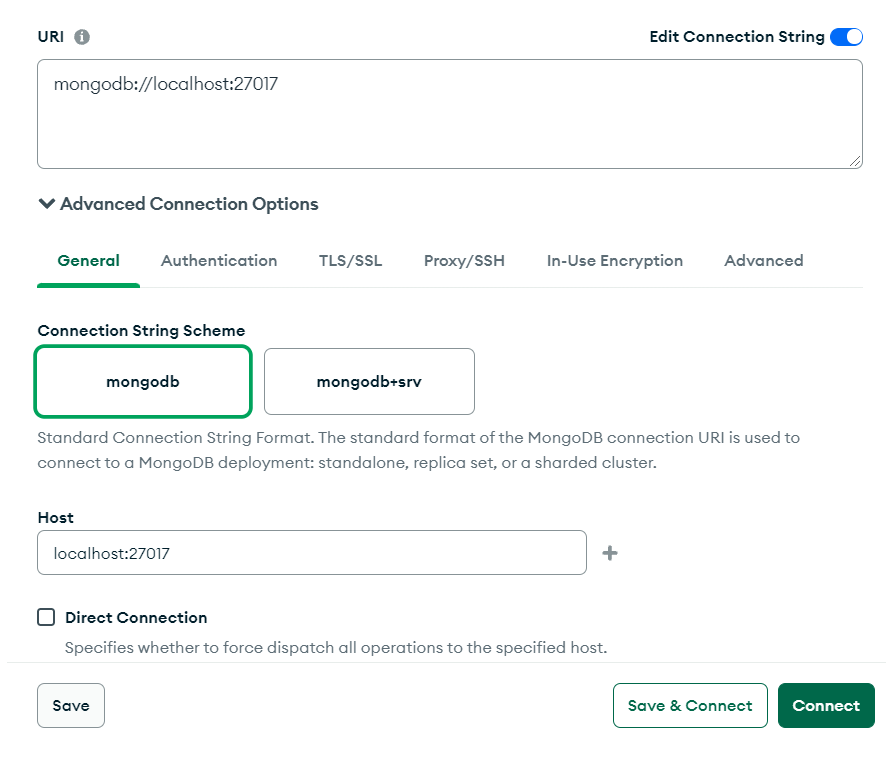 URI
Edit Connection String
mongodb://localhost:27017
Advanced Connection Options
General Authentication TLS/SSL Proxy/SSH In-Use Encryption Advanced
Connection String Scheme
mongodb mongodb+srv
Standard Connection String Format. The standard format of the MongoDB connection URI is used to
connect to a MongoDB deployment: standalone, replica set, or a sharded cluster.
Host
localhost:27017
Direct Connection
Specifies whether to force dispatch all operations to the specified host.
Save Save & Connect Connect